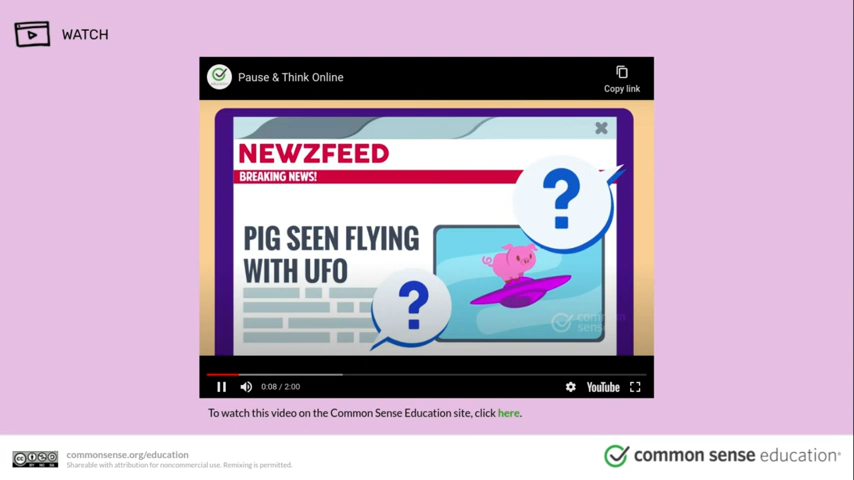 WATCH
Pause & Think Online
Copy link
NEWZFEED
BREAKING NEWS!
?
PIG SEEN FLYING
WITH UFO
?
common
sense
0:08 / 2:00
YouTube
To watch this video on the Common Sense Education site, click here.
commonsense.org/education
Shareable with attribution for noncommercial use. Remixing is permitted.
common sense education®